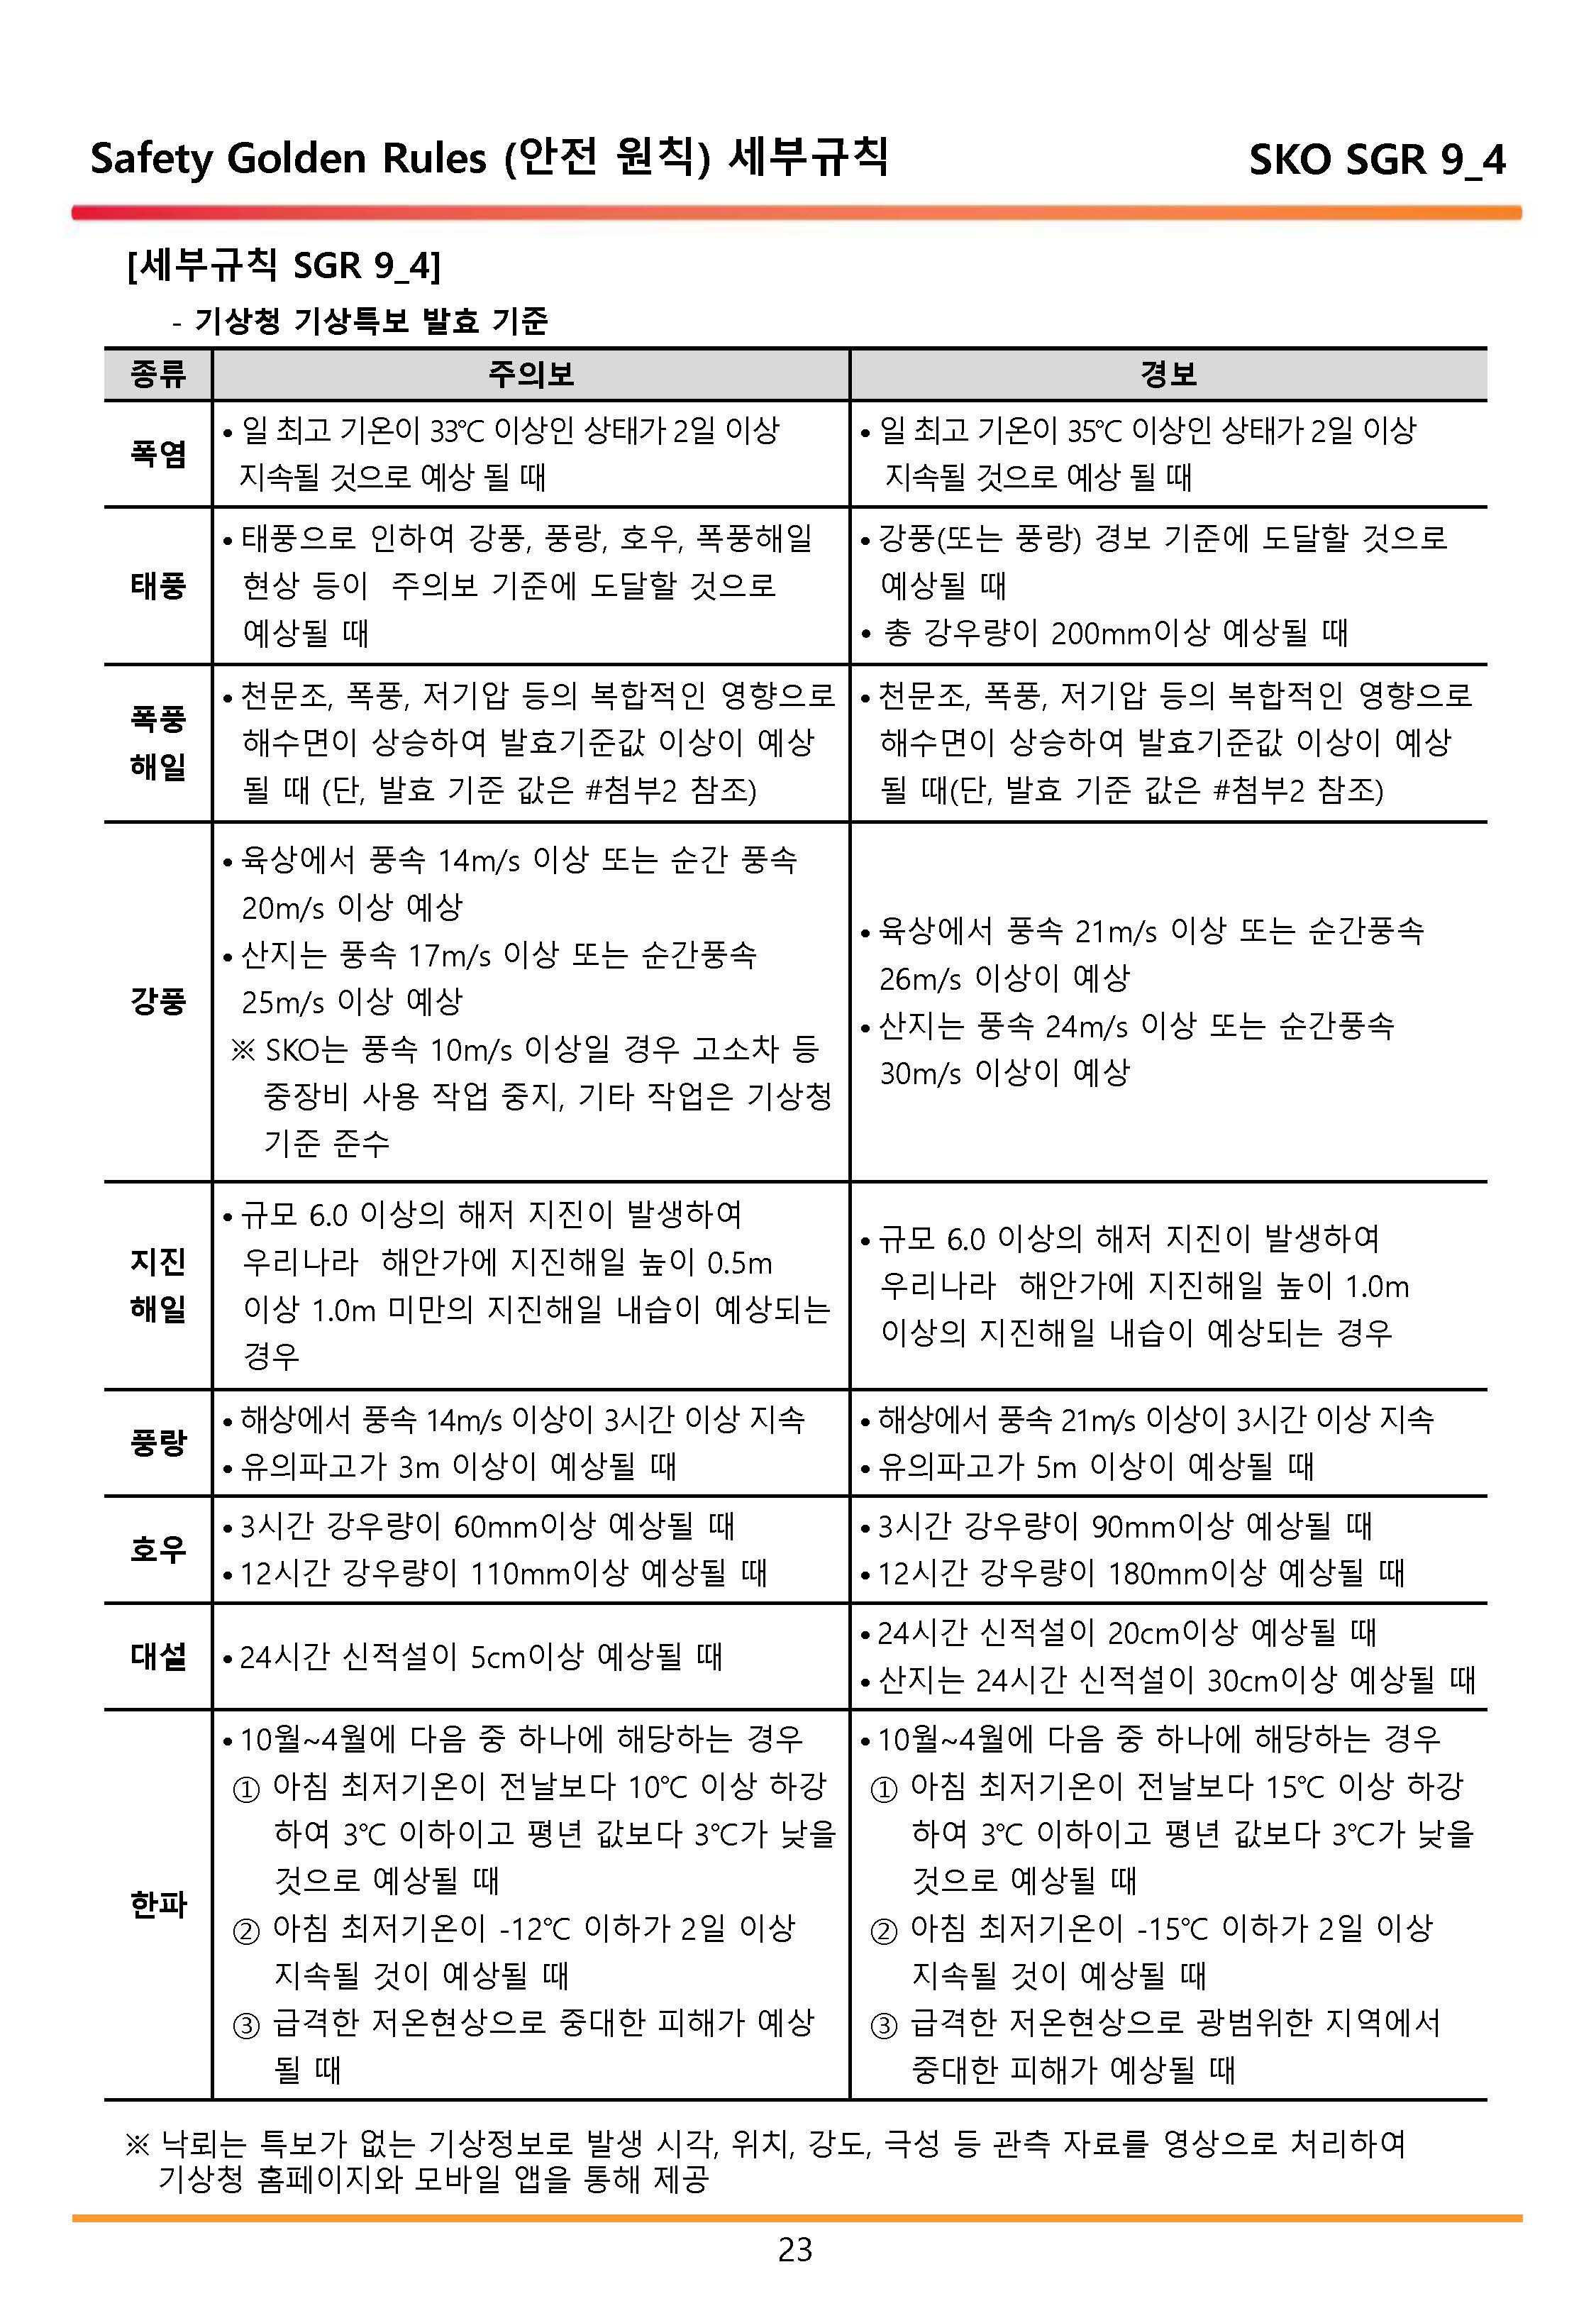 Safety Golden Rules (안전 원칙) 세부규칙
SKO SGR 9_4
[세부규칙 SGR 9_4]
- 기상청 기상특보 발효 기준
종류
주의보
경보
폭염
• 일 최고 기온이 33℃ 이상인 상태가 2일 이상
지속될 것으로 예상 될 때
• 일 최고 기온이 35℃ 이상인 상태가 2일 이상
지속될 것으로 예상 될 때
태풍
• 태풍으로 인하여 강풍, 풍랑, 호우, 폭풍해일
현상 등이 주의보 기준에 도달할 것으로
예상될 때
• 강풍(또는 풍랑) 경보 기준에 도달할 것으로
예상될 때
• 총 강우량이 200mm이상 예상될 때
폭풍
해일
• 천문조, 폭풍, 저기압 등의 복합적인 영향으로
해수면이 상승하여 발효기준값 이상이 예상
될 때 (단, 발효 기준 값은 #첨부2 참조)
• 천문조, 폭풍, 저기압 등의 복합적인 영향으로
해수면이 상승하여 발효기준값 이상이 예상
될 때(단, 발효 기준 값은 #첨부2 참조)
강풍
• 육상에서 풍속 14m/s 이상 또는 순간 풍속
20m/s 이상 예상
• 산지는 풍속 17m/s 이상 또는 순간풍속
25m/s 이상 예상
※ SKO는 풍속 10m/s 이상일 경우 고소차 등
중장비 사용 작업 중지, 기타 작업은 기상청
기준 준수
• 육상에서 풍속 21m/s 이상 또는 순간풍속
26m/s 이상이 예상
• 산지는 풍속 24m/s 이상 또는 순간풍속
30m/s 이상이 예상
지진
해일
• 규모 6.0 이상의 해저 지진이 발생하여
우리나라 해안가에 지진해일 높이 0.5m
이상 1.0m 미만의 지진해일 내습이 예상되는
경우
• 규모 6.0 이상의 해저 지진이 발생하여
우리나라 해안가에 지진해일 높이 1.0m
이상의 지진해일 내습이 예상되는 경우
풍랑
• 해상에서 풍속 14m/s 이상이 3시간 이상 지속
• 유의파고가 3m 이상이 예상될 때
• 해상에서 풍속 21m/s 이상이 3시간 이상 지속
• 유의파고가 5m 이상이 예상될 때
호우
• 3시간 강우량이 60mm이상 예상될 때
• 12시간 강우량이 110mm이상 예상될 때
• 3시간 강우량이 90mm이상 예상될 때
• 12시간 강우량이 180mm이상 예상될 때
대설
• 24시간 신적설이 5cm이상 예상될 때
• 24시간 신적설이 20cm이상 예상될 때
• 산지는 24시간 신적설이 30cm이상 예상될 때
한파
• 10월~4월에 다음 중 하나에 해당하는 경우
① 아침 최저기온이 전날보다 10℃ 이상 하강
하여 3℃ 이하이고 평년 값보다 3℃가 낮을
것으로 예상될 때
② 아침 최저기온이 -12℃ 이하가 2일 이상
지속될 것이 예상될 때
③ 급격한 저온현상으로 중대한 피해가 예상
될 때
• 10월~4월에 다음 중 하나에 해당하는 경우
① 아침 최저기온이 전날보다 15℃ 이상 하강
하여 3℃ 이하이고 평년 값보다 3℃가 낮을
것으로 예상될 때
② 아침 최저기온이 -15℃ 이하가 2일 이상
지속될 것이 예상될 때
③ 급격한 저온현상으로 광범위한 지역에서
중대한 피해가 예상될 때
※ 낙뢰는 특보가 없는 기상정보로 발생 시각, 위치, 강도, 극성 등 관측 자료를 영상으로 처리하여
기상청 홈페이지와 모바일 앱을 통해 제공
23